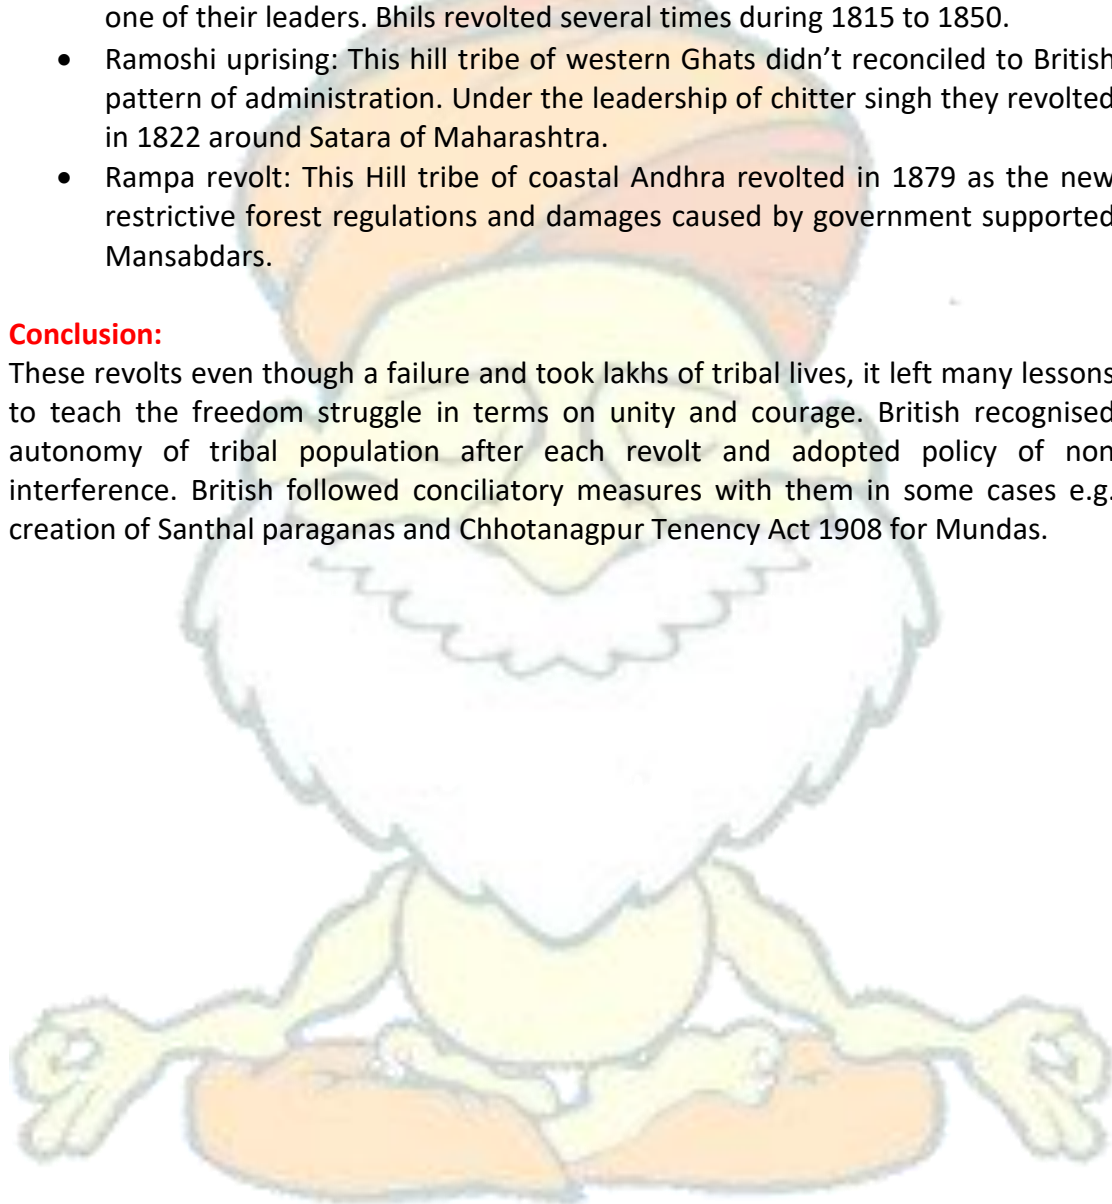 one of their leaders. Bhils revolted several times during 1815 to 1850.
• Ramoshi uprising: This hill tribe of western Ghats didn’t reconciled to British
pattern of administration. Under the leadership of chitter singh they revolted
in 1822 around Satara of Maharashtra.
• Rampa revolt: This Hill tribe of coastal Andhra revolted in 1879 as the new
restrictive forest regulations and damages caused by government supported
Mansabdars.
Conclusion:
These revolts even though a failure and took lakhs of tribal lives, it left many lessons
to teach the freedom struggle in terms on unity and courage. British recognised
autonomy of tribal population after each revolt and adopted policy of non
interference. British followed conciliatory measures with them in some cases e.g.
creation of Santhal paraganas and Chhotanagpur Tenency Act 1908 for Mundas.